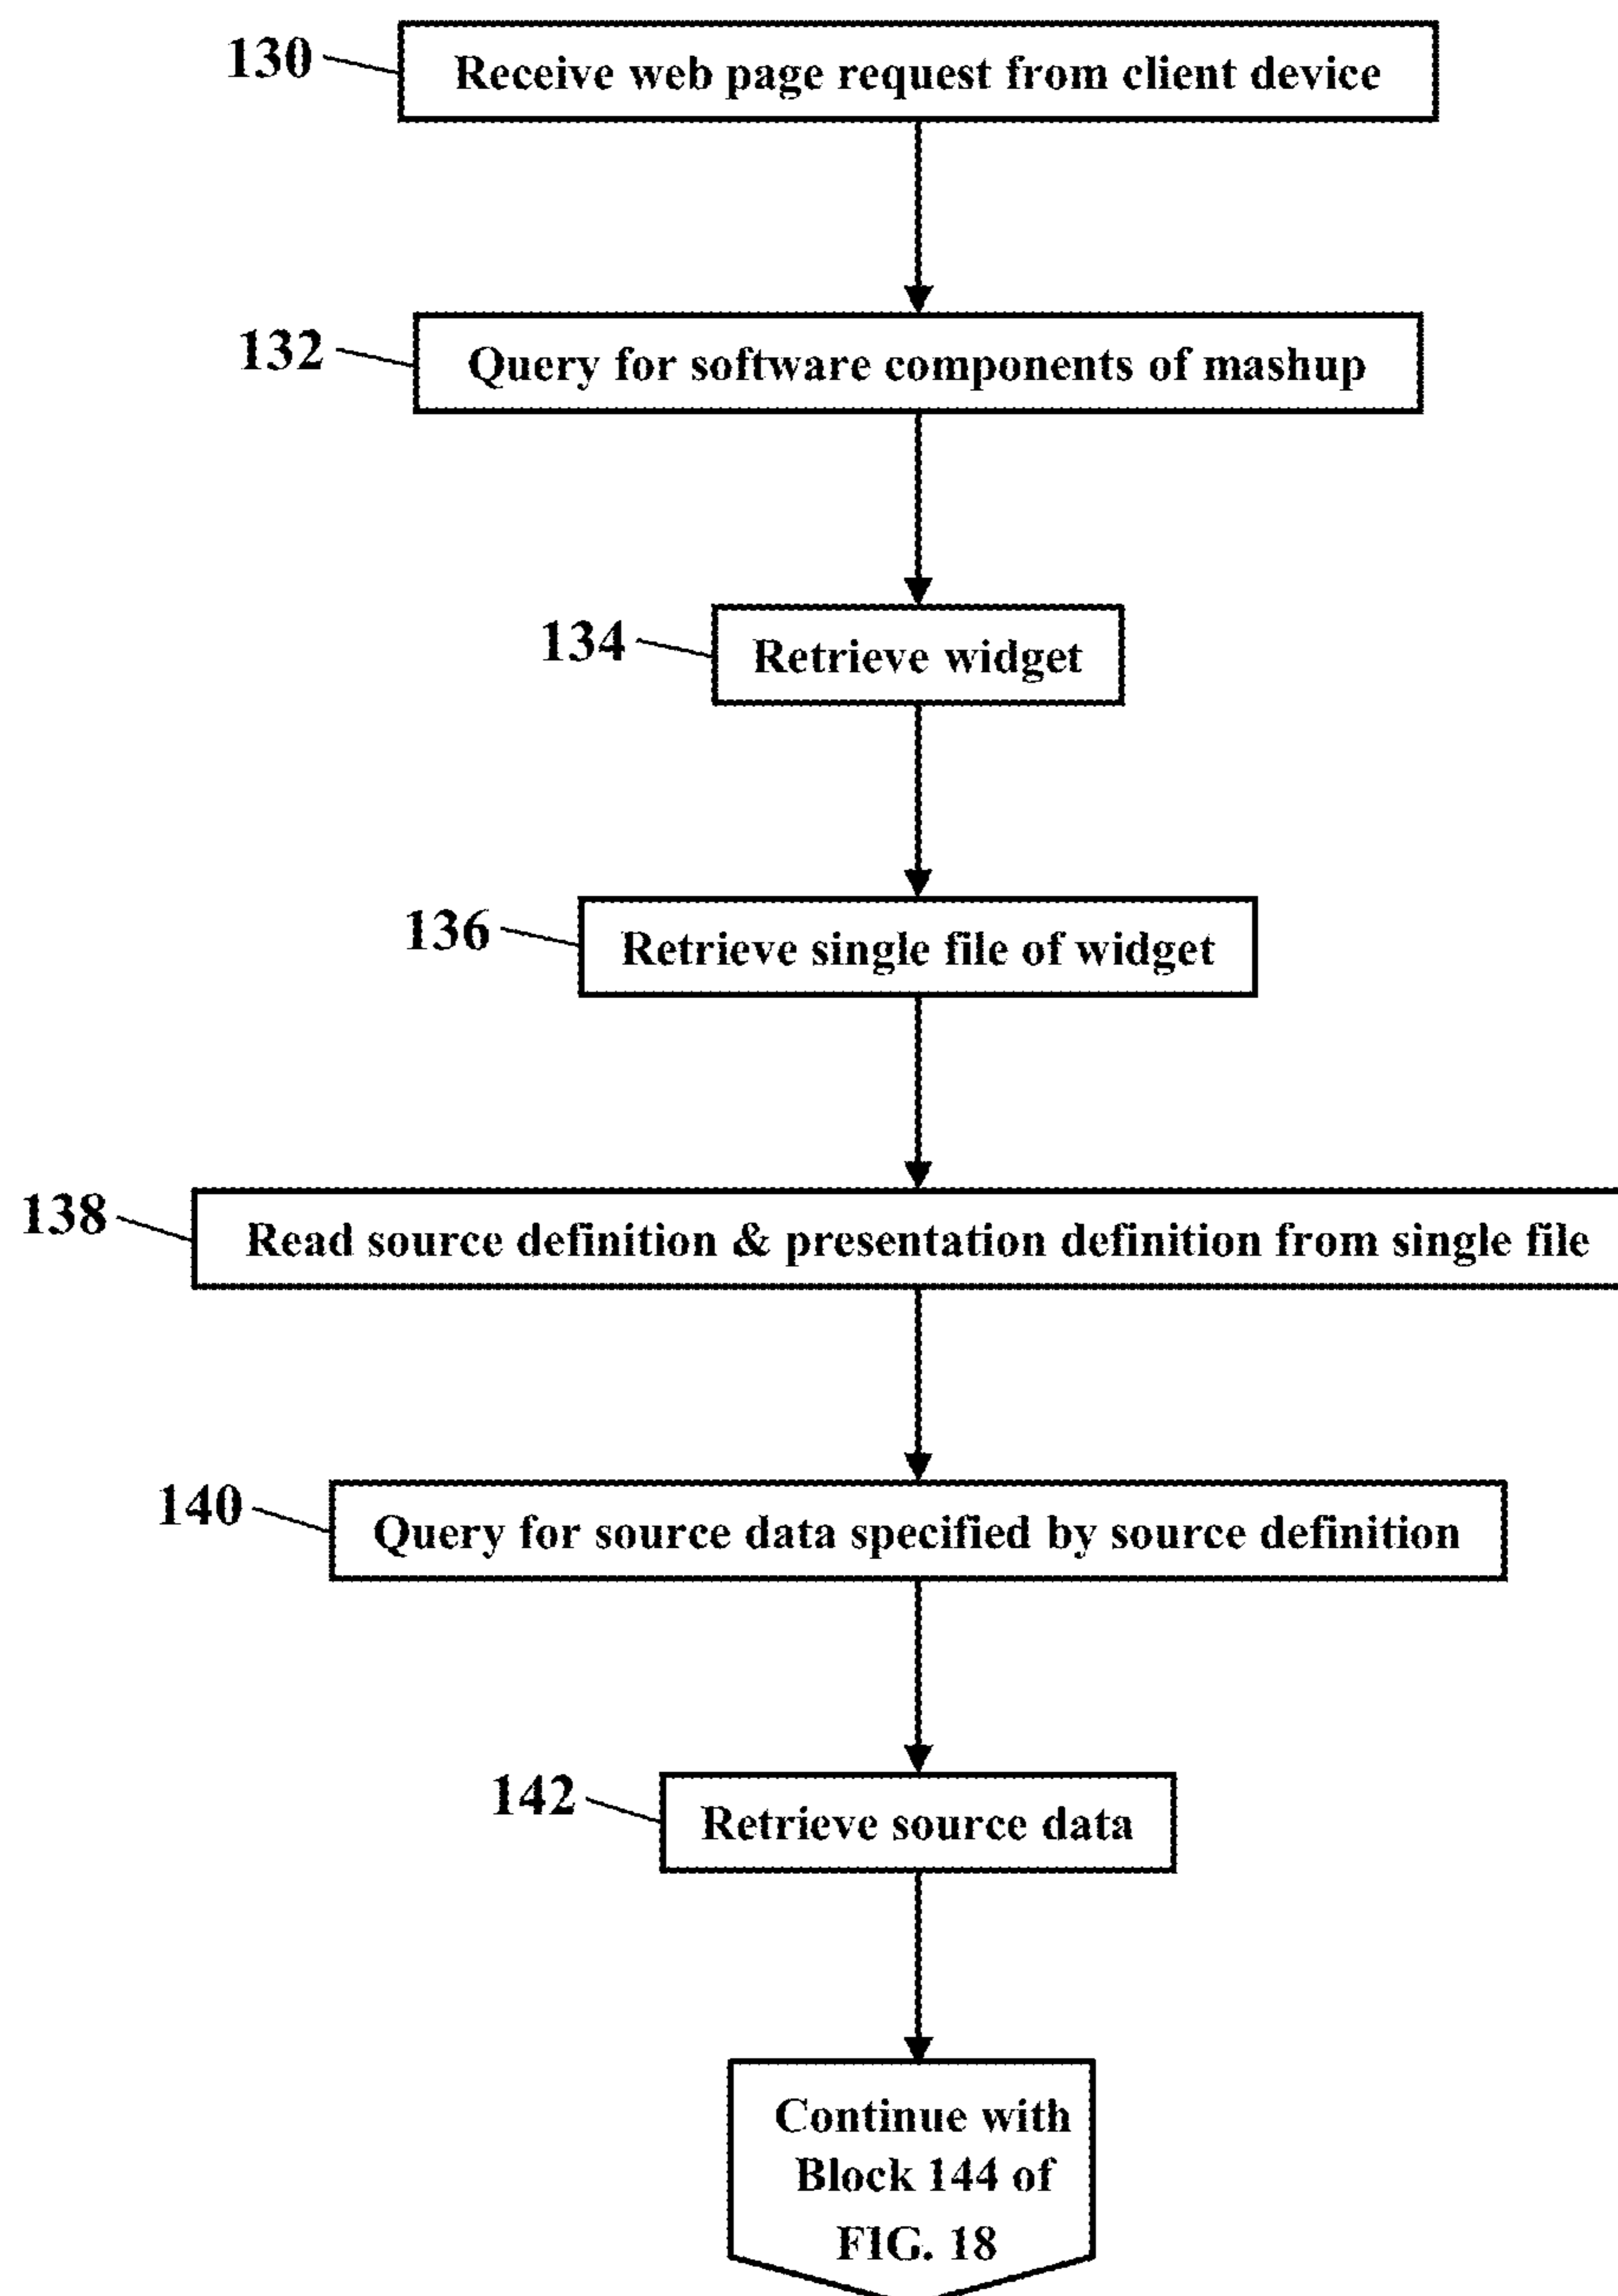 130
Receive web page request from client device
132
Query for software components of mashup
134
Retrieve widget
136
Retrieve single file of widget
138
Read source definition & presentation definition from single file
140
Query for source data specified by source definition
142
Retrieve source data
Continue with
Block 144 of
FIG. 18